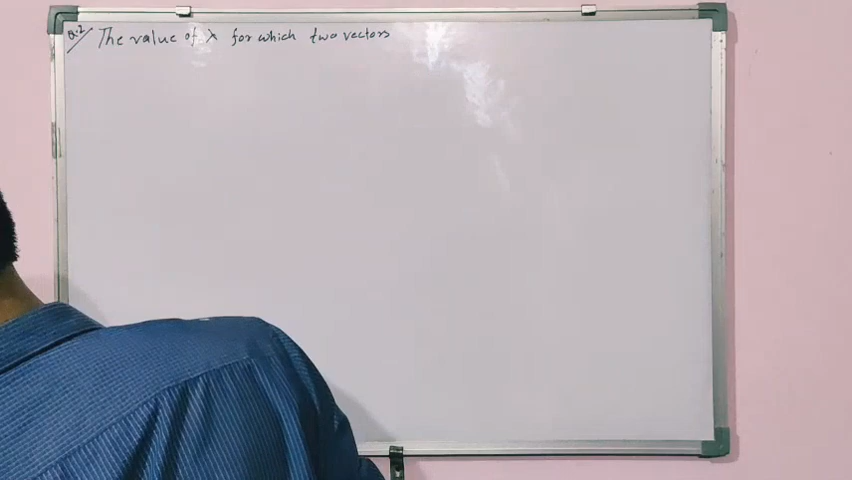 Q.2/ The value of λ for which two vectors